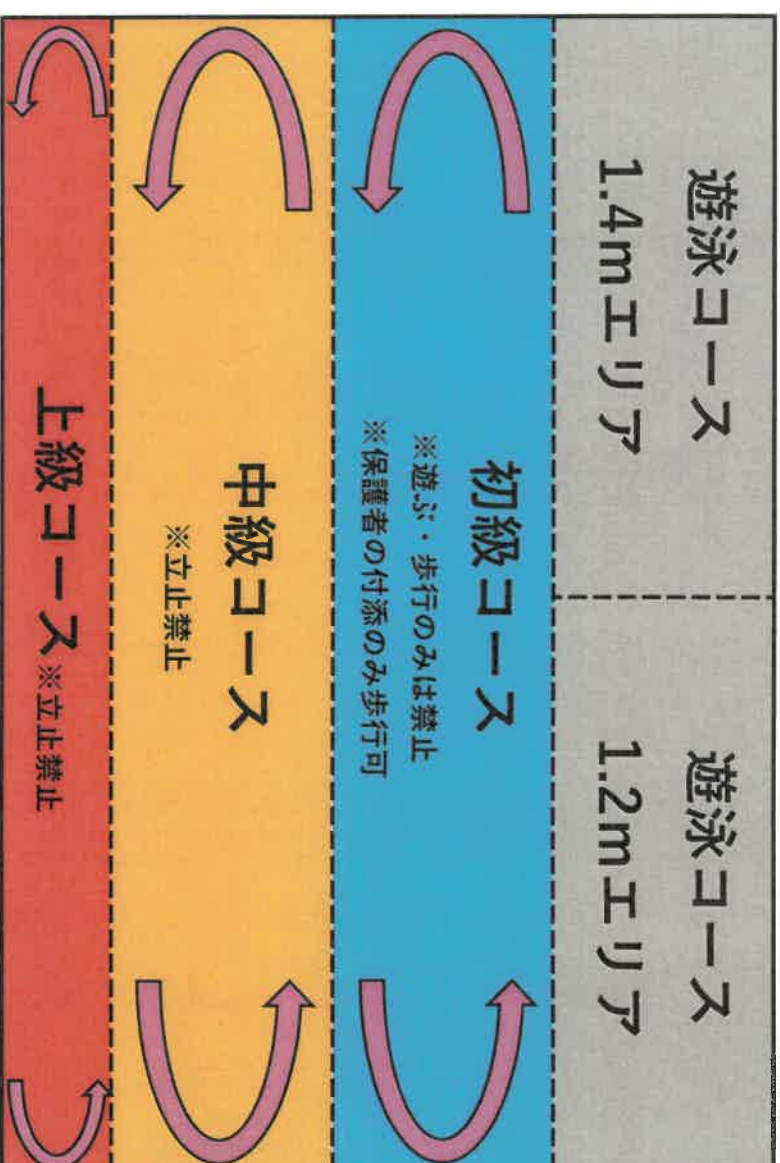 遊泳コース
1.4mエリア
遊泳コース
1.2mエリア
初級コース
※遊ぶ・歩行のみは禁止
※保護者の付添のみ歩行可
中級コース
※立止禁止
上級コース※立止禁止